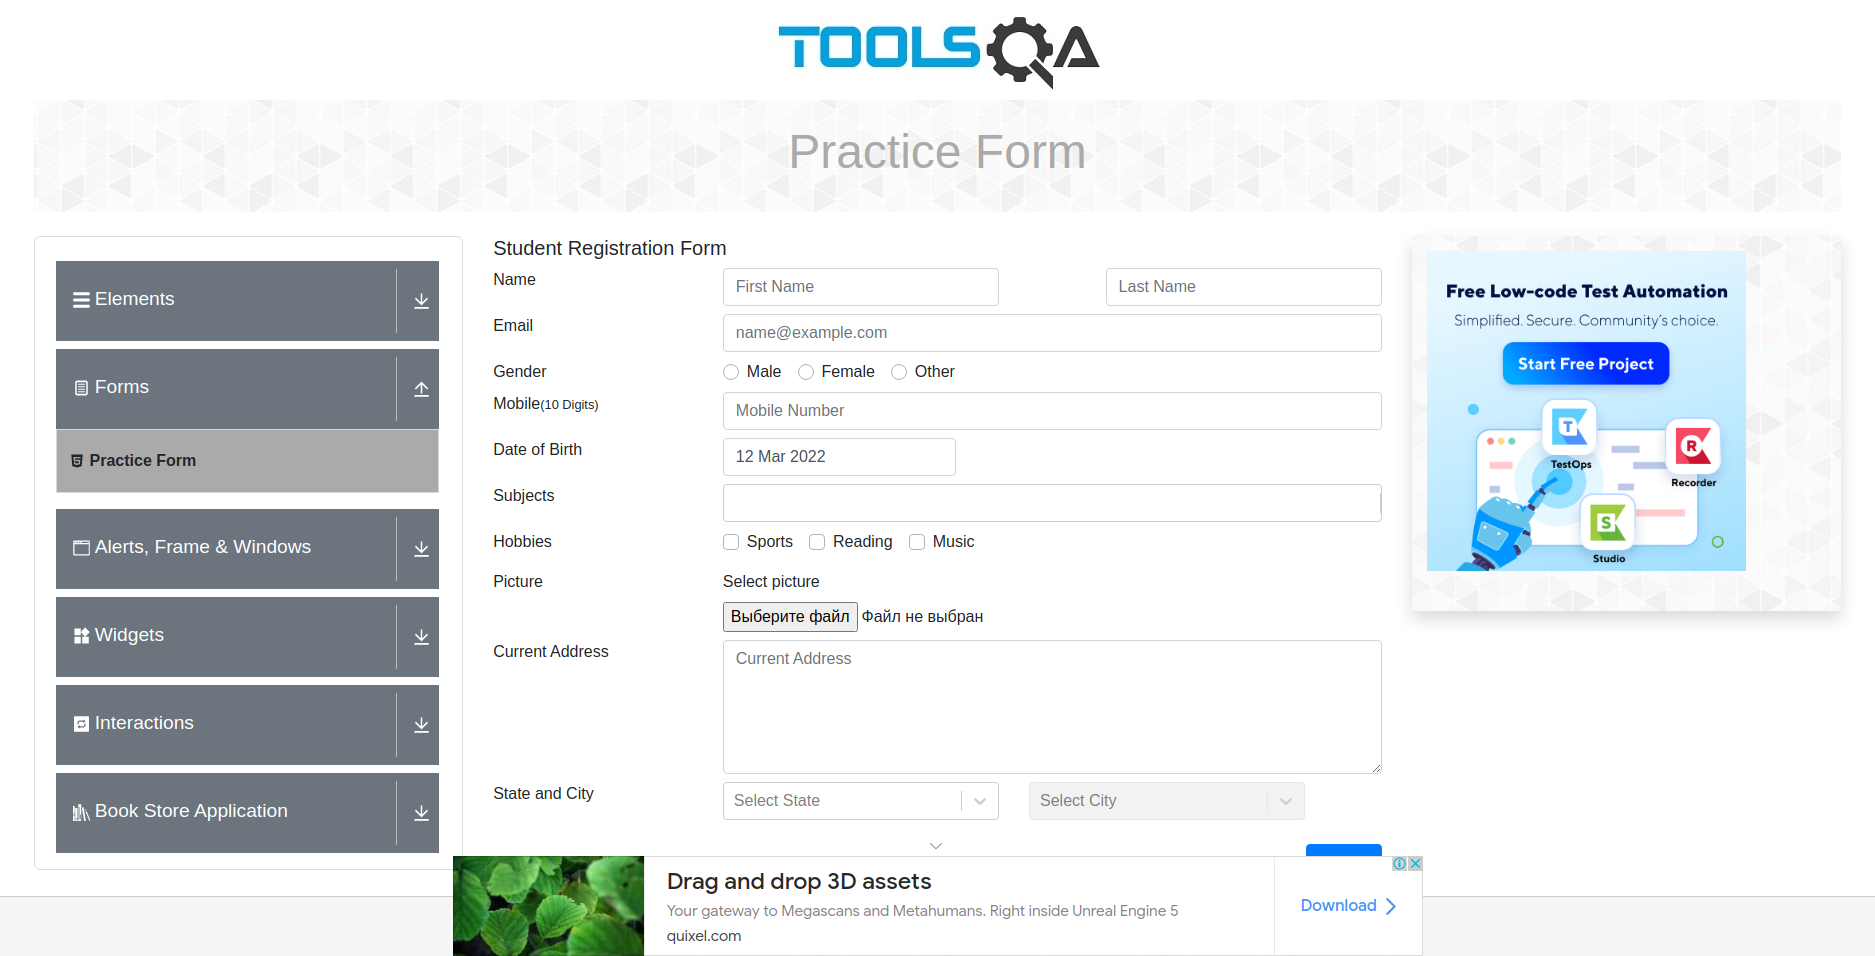 TOOLSQA
Practice Form
Elements
Forms
Practice Form
Alerts, Frame & Windows
Widgets
Interactions
Book Store Application
Student Registration Form
Name
First Name
Last Name
Email
name@example.com
Gender
Male
Female
Other
Mobile(10 Digits)
Mobile Number
Date of Birth
12 Mar 2022
Subjects
Hobbies
Sports
Reading
Music
Picture
Select picture
Выберите файл Файл не выбран
Current Address
Current Address
State and City
Select State
Select City
Free Low-code Test Automation
Simplified. Secure. Community's choice.
Start Free Project
T
TestOps
R
Recorder
S
Studio
Drag and drop 3D assets
Your gateway to Megascans and Metahumans. Right inside Unreal Engine 5
quixel.com
Download